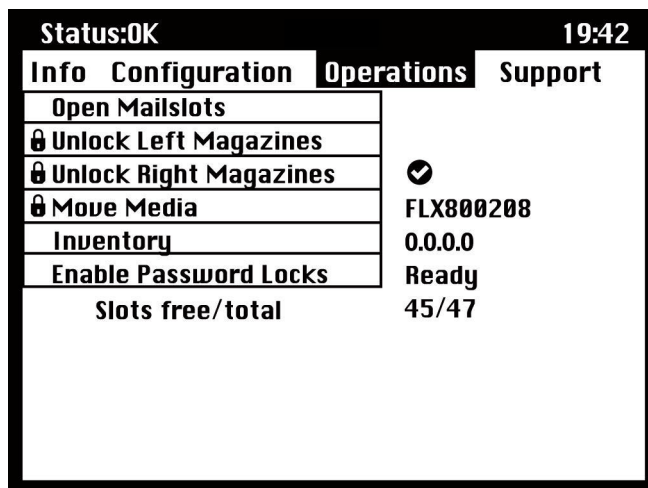 Status:OK 19:42
Info Configuration Operations Support
Open Mailslots
Unlock Left Magazines
Unlock Right Magazines
Move Media FLX800208
Inventory 0.0.0.0
Enable Password Locks Ready
Slots free/total 45/47